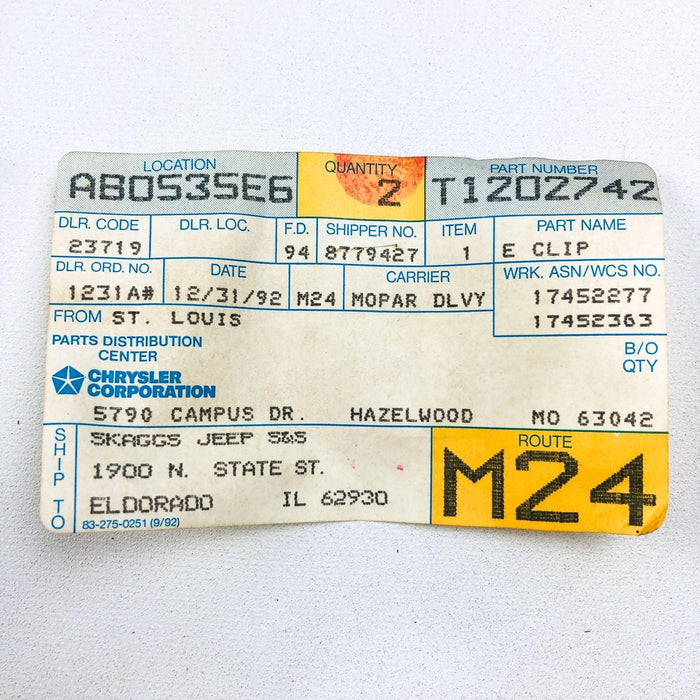 LOCATION QUANTITY PART NUMBER
AB0535E6 2 T1202742
DLR. CODE DLR. LOC. F.D. SHIPPER NO. ITEM PART NAME
23719 94 8779427 1 E CLIP
DLR. ORD. NO. DATE CARRIER WRK. ASN/WCS NO.
1231A# 12/31/92 M24 MOPAR DLVY 17452277
FROM ST. LOUIS 17452363
PARTS DISTRIBUTION CENTER B/O QTY
CHRYSLER CORPORATION
5790 CAMPUS DR. HAZELWOOD MO 63042
SHIP TO SKAGGS JEEP S&S ROUTE
1900 N. STATE ST. M24
ELDORADO IL 62930
83-275-0251 (9/92)